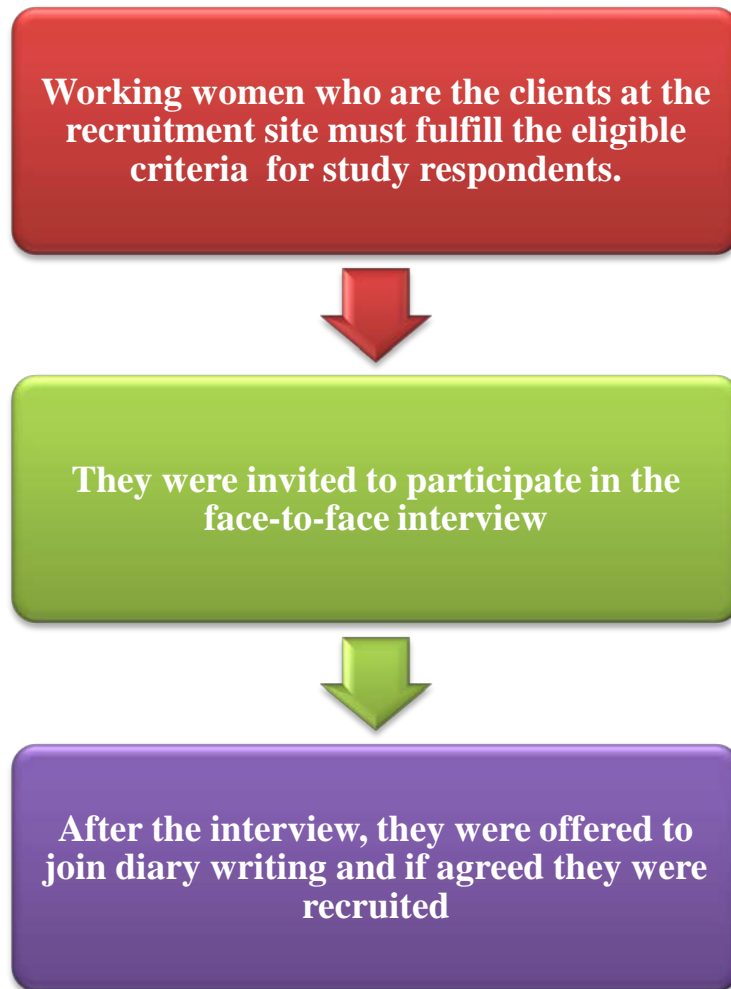 Working women who are the clients at the
recruitment site must fulfill the eligible
criteria  for study respondents.
They were invited to participate in the
face-to-face interview
After the interview, they were offered to
join diary writing and if agreed they were
recruited